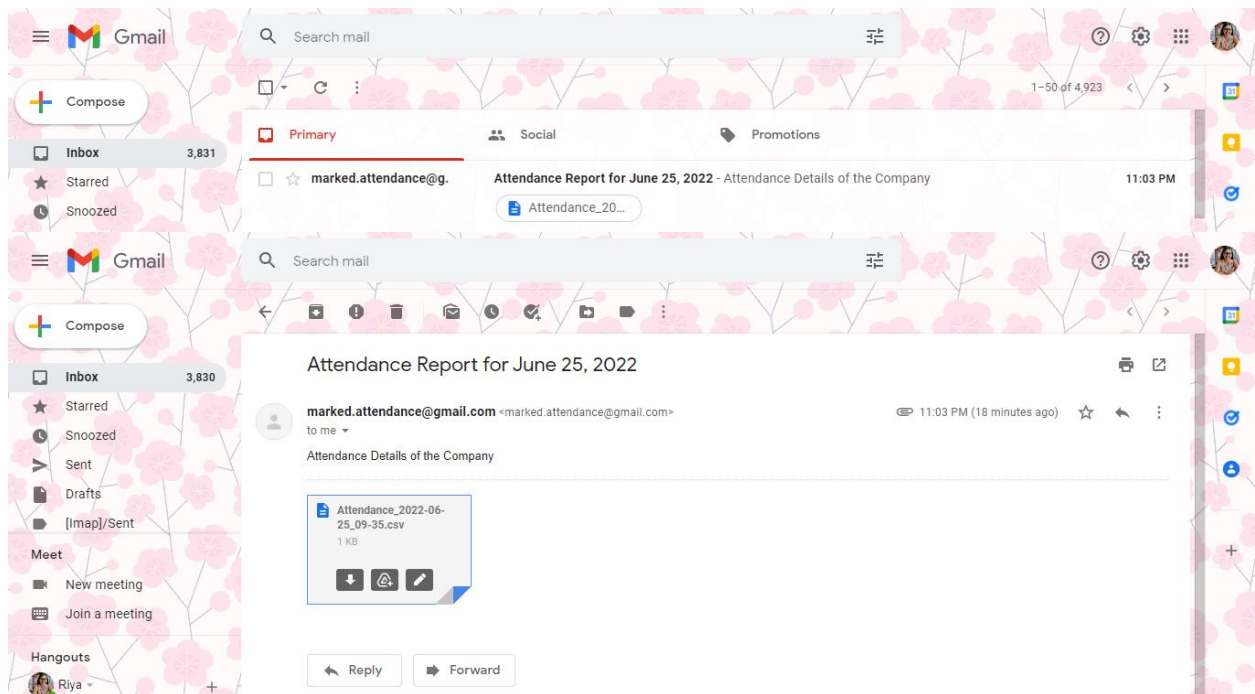 Gmail
Search mail
Compose
1–50 of 4,923
31
Primary
Social
Promotions
Inbox 3,831
Starred
Snoozed
marked.attendance@g. Attendance Report for June 25, 2022 - Attendance Details of the Company 11:03 PM
Attendance_20...
Gmail
Search mail
Compose
31
Inbox 3,830
Starred
Snoozed
Sent
Drafts
[Imap]/Sent
Meet
New meeting
Join a meeting
Hangouts
Riya
Attendance Report for June 25, 2022
marked.attendance@gmail.com <marked.attendance@gmail.com> 11:03 PM (18 minutes ago)
to me
Attendance Details of the Company
Attendance_2022-06-
25_09-35.csv
1 KB
Reply Forward